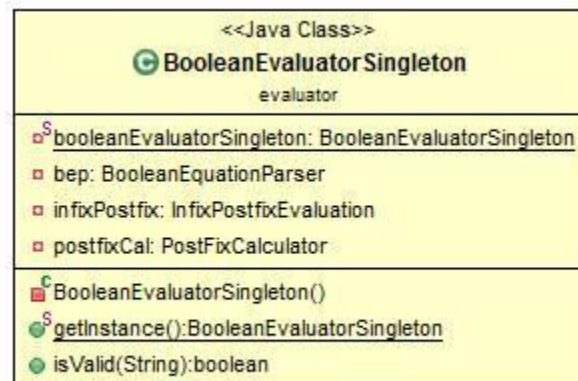 <<Java Class>>
BooleanEvaluatorSingleton
evaluator
booleanEvaluatorSingleton: BooleanEvaluatorSingleton
bep: BooleanEquationParser
infixPostfix: InfixPostfixEvaluation
postfixCal: PostFixCalculator
BooleanEvaluatorSingleton()
getInstance():BooleanEvaluatorSingleton
isValid(String):boolean